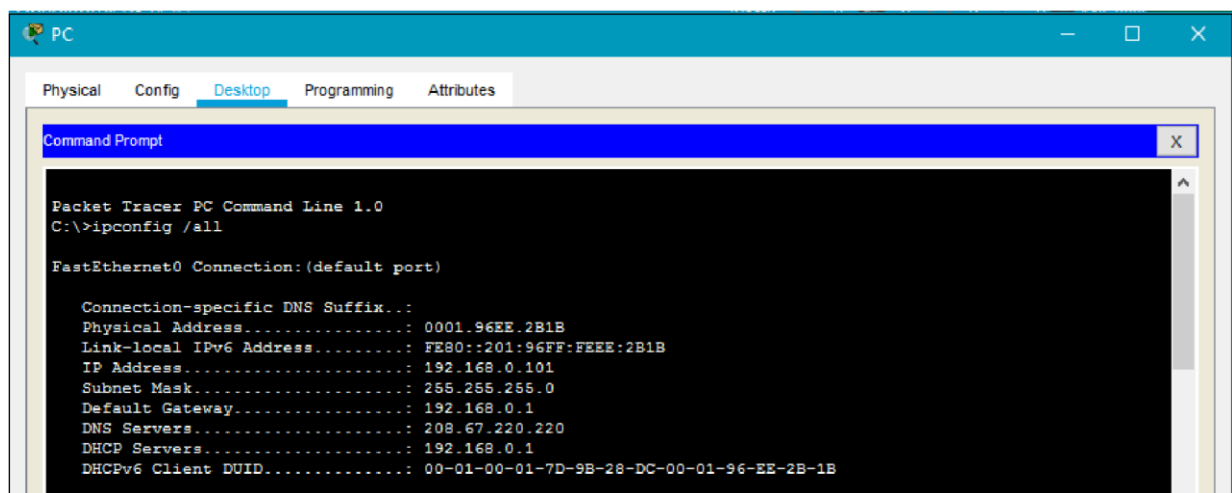 PC
Physical Config Desktop Programming Attributes
Command Prompt
X
Packet Tracer PC Command Line 1.0
C:\>ipconfig /all
FastEthernet0 Connection:(default port)
Connection-specific DNS Suffix..:
Physical Address................: 0001.96EE.2B1B
Link-local IPv6 Address.........: FE80::201:96FF:FEEE:2B1B
IP Address......................: 192.168.0.101
Subnet Mask.....................: 255.255.255.0
Default Gateway.................: 192.168.0.1
DNS Servers.....................: 208.67.220.220
DHCP Servers....................: 192.168.0.1
DHCPv6 Client DUID..............: 00-01-00-01-7D-9B-28-DC-00-01-96-EE-2B-1B